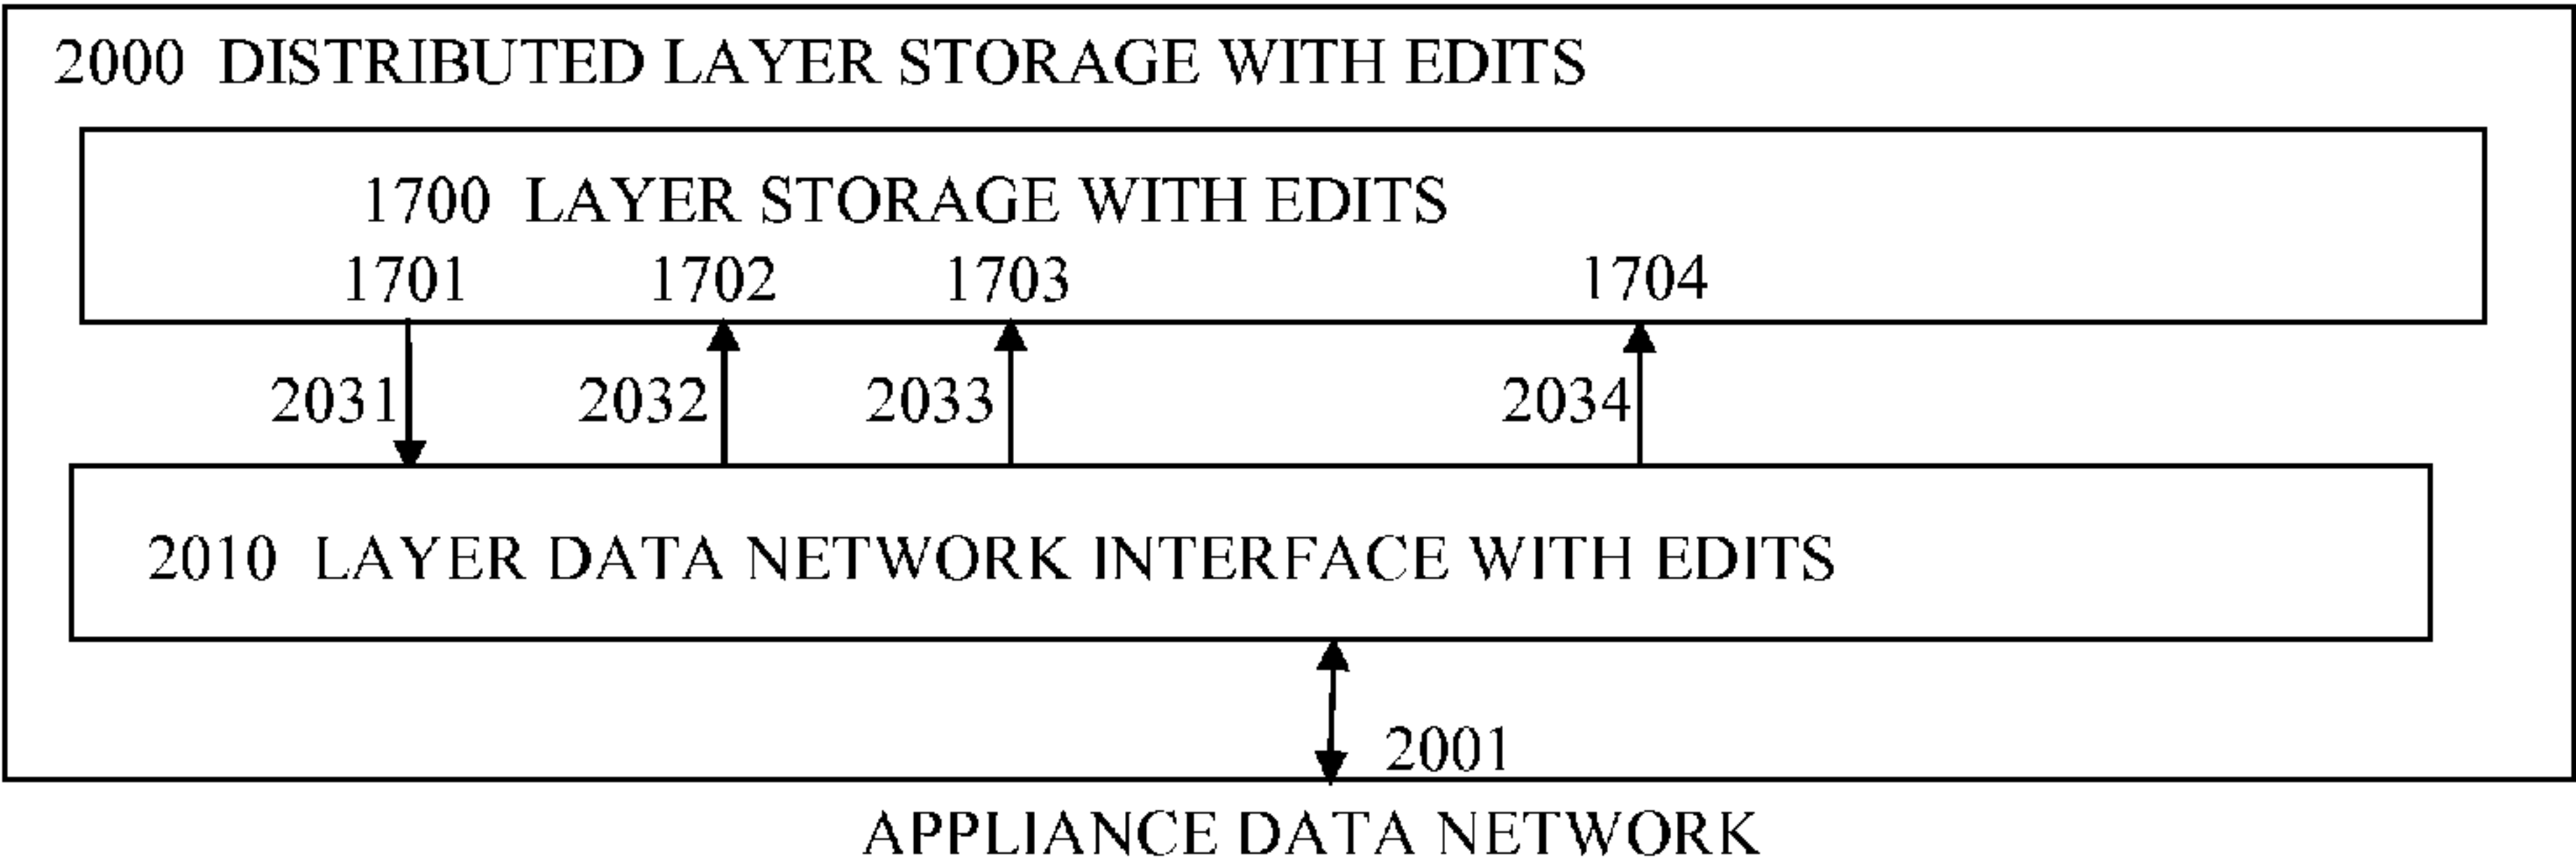 2000 DISTRIBUTED LAYER STORAGE WITH EDITS
1700 LAYER STORAGE WITH EDITS
1701 1702 1703 1704
2031 2032 2033 2034
2010 LAYER DATA NETWORK INTERFACE WITH EDITS
2001
APPLIANCE DATA NETWORK